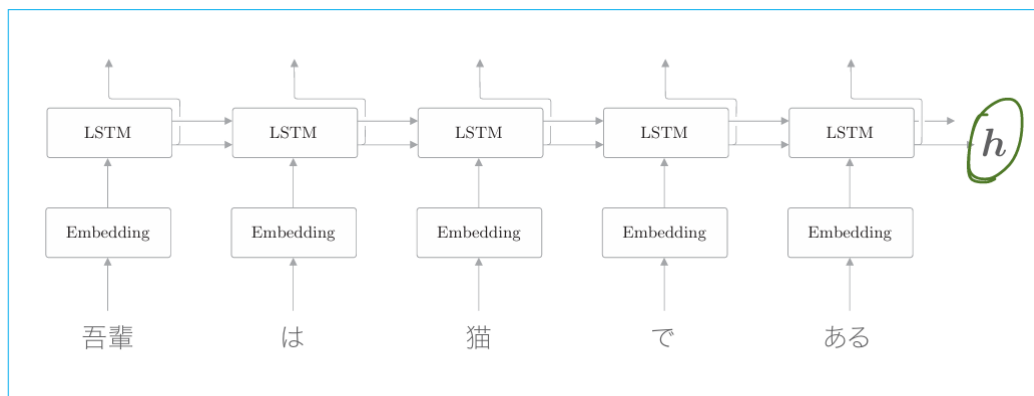 LSTM LSTM LSTM LSTM LSTM h
Embedding Embedding Embedding Embedding Embedding
吾輩 は 猫 で ある